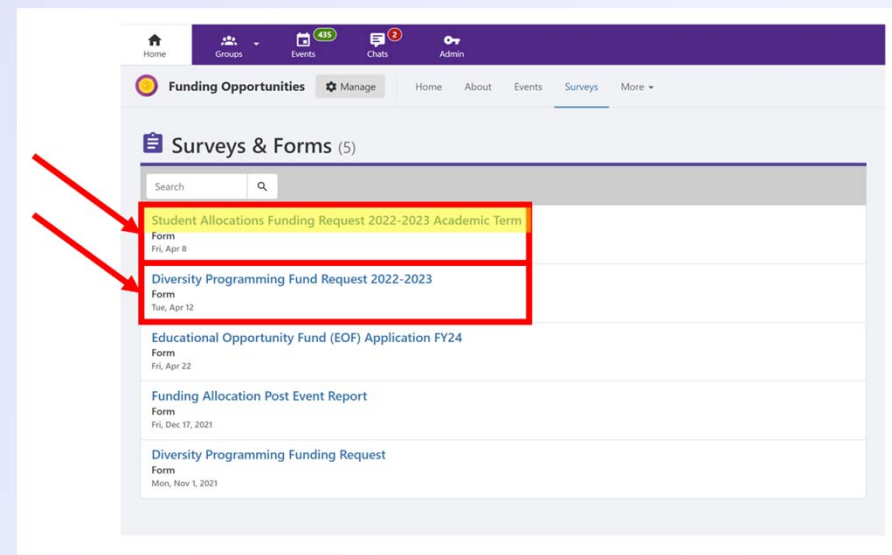 435
2
Home
Groups
Events
Chats
Admin
Funding Opportunities
Manage
Home
About
Events
Surveys
More
Surveys & Forms (5)
Search
Student Allocations Funding Request 2022-2023 Academic Term
Form
Fri, Apr 8
Diversity Programming Fund Request 2022-2023
Form
Tue, Apr 12
Educational Opportunity Fund (EOF) Application FY24
Form
Fri, Apr 22
Funding Allocation Post Event Report
Form
Fri, Dec 17, 2021
Diversity Programming Funding Request
Form
Mon, Nov 1, 2021